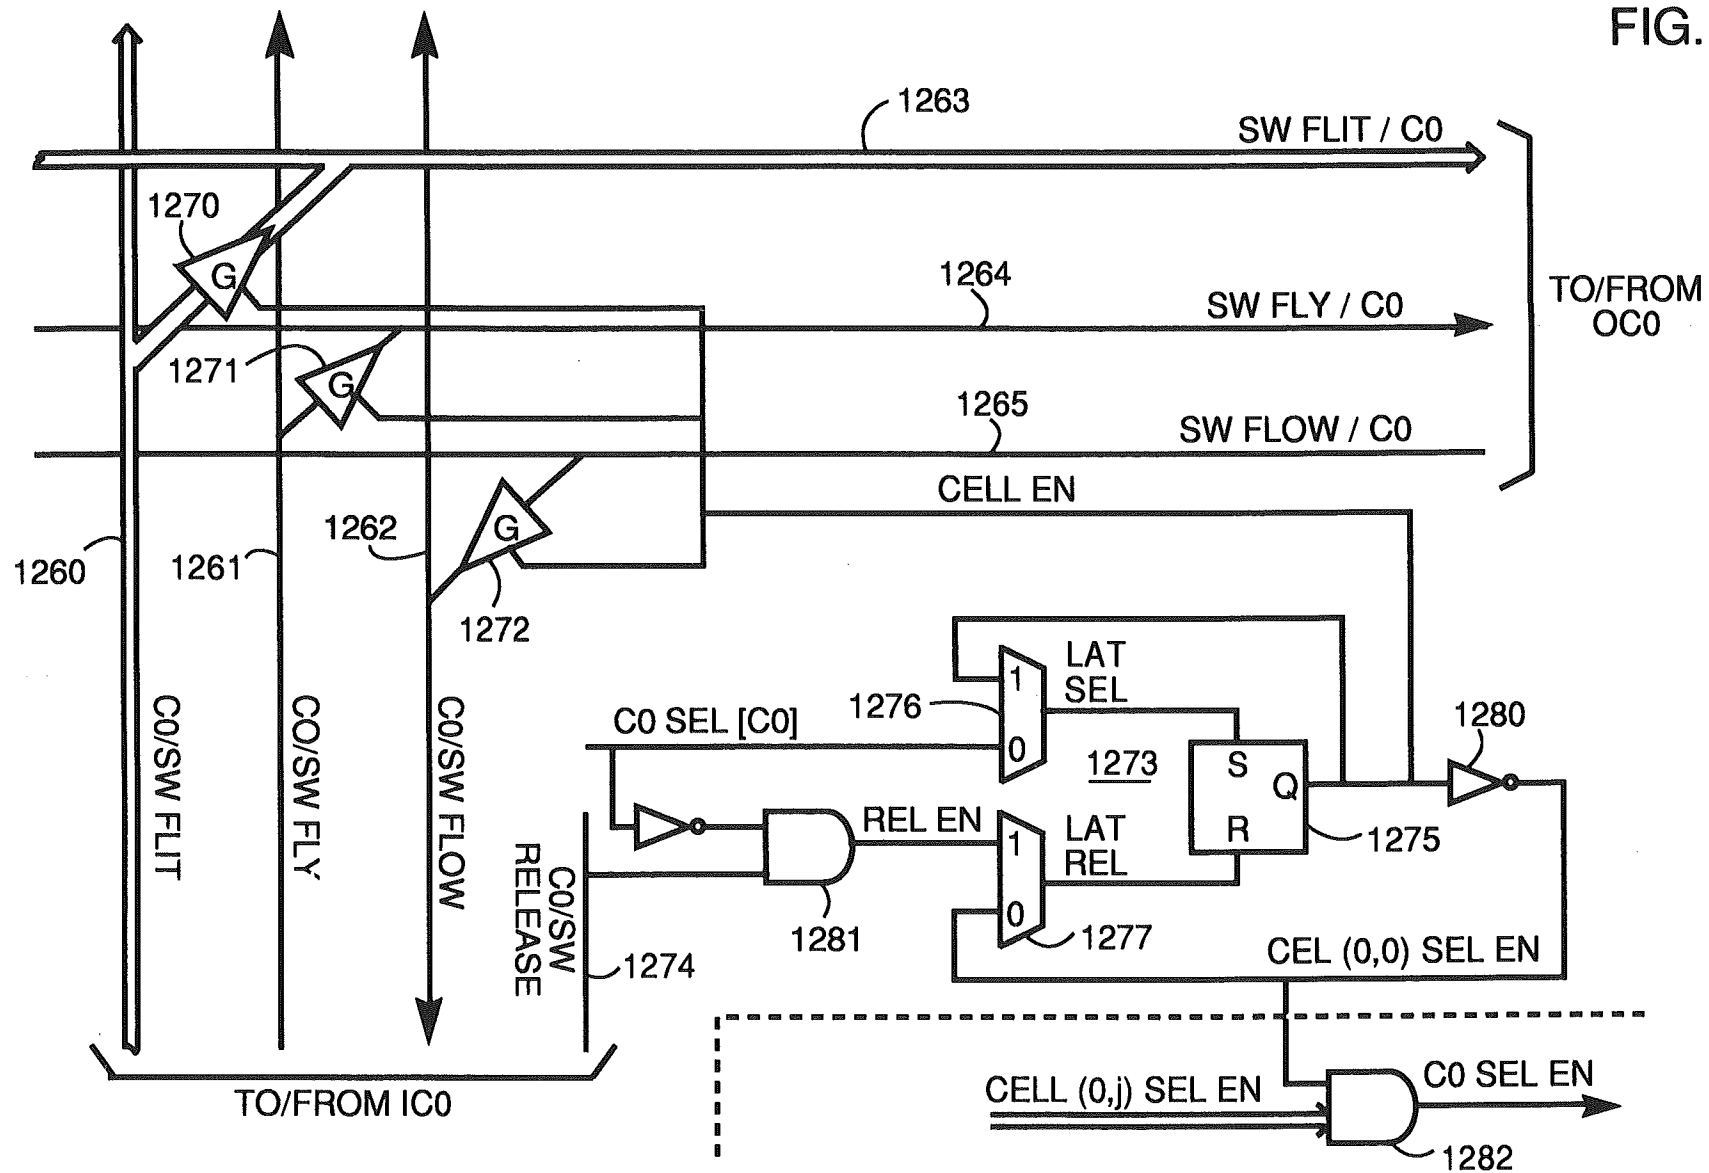 FIG.
1263
SW FLIT / C0
1270
G
1264
SW FLY / C0
TO/FROM
OC0
1271
G
1265
SW FLOW / C0
CELL EN
1260
1261
1262
G
1272
C0/SW FLIT
CO/SW FLY
C0/SW FLOW
C0/SW
RELEASE
1274
TO/FROM IC0
C0 SEL [C0]
1276
1
0
LAT
SEL
1273
S
Q
R
1275
1280
REL EN
1281
1
0
LAT
REL
1277
CEL (0,0) SEL EN
CELL (0,j) SEL EN
C0 SEL EN
1282